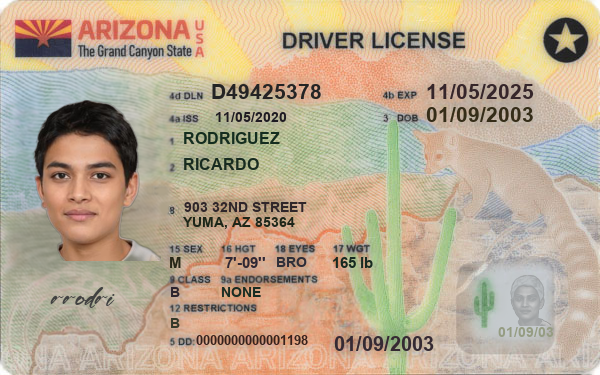 ARIZONA USA
The Grand Canyon State
DRIVER LICENSE
4d DLN D49425378
4b EXP 11/05/2025
4a ISS 11/05/2020
3 DOB 01/09/2003
1 RODRIGUEZ
2 RICARDO
8 903 32ND STREET
YUMA, AZ 85364
15 SEX 16 HGT 18 EYES 17 WGT
M 7'-09" BRO 165 lb
9 CLASS 9a ENDORSEMENTS
B NONE
12 RESTRICTIONS
B
rrodri
5 DD: 0000000000001198
01/09/2003
01/09/03
ARIZONA ARIZONA ARIZONA ARIZONA